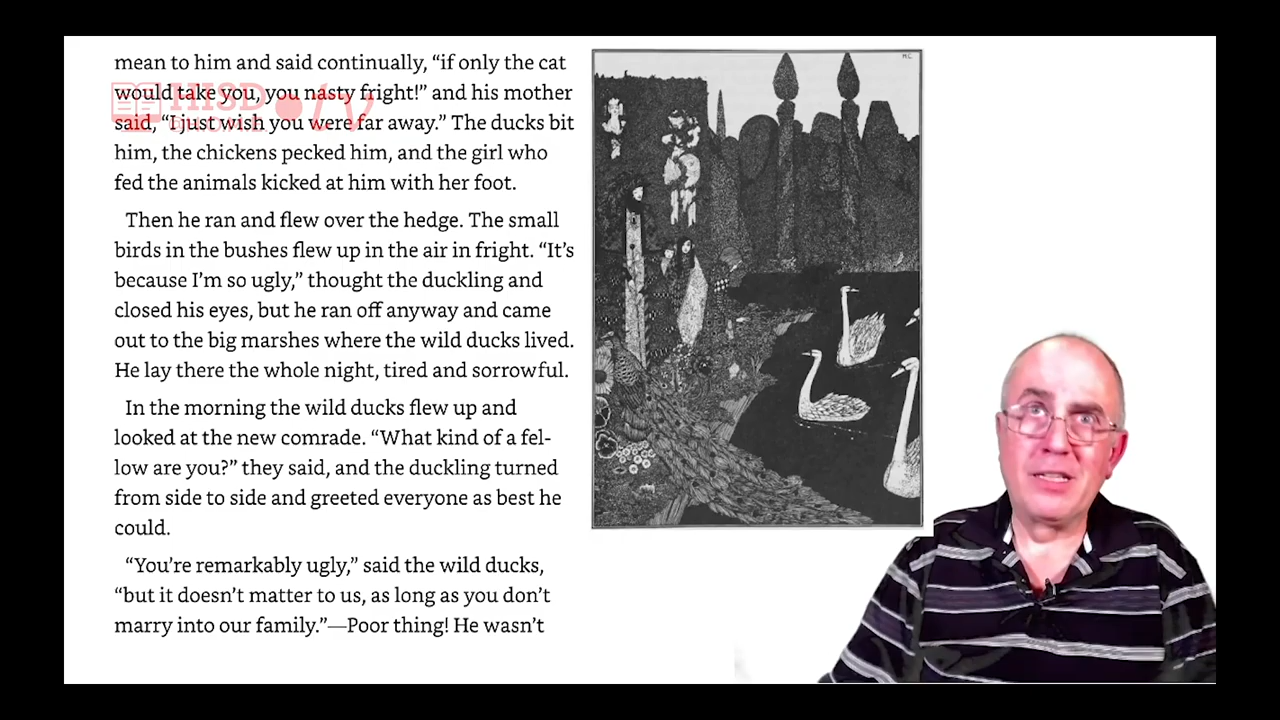 mean to him and said continually, “if only the cat
would take you, you nasty fright!” and his mother
said, “I just wish you were far away.” The ducks bit
him, the chickens pecked him, and the girl who
fed the animals kicked at him with her foot.
Then he ran and flew over the hedge. The small
birds in the bushes flew up in the air in fright. “It’s
because I’m so ugly,” thought the duckling and
closed his eyes, but he ran off anyway and came
out to the big marshes where the wild ducks lived.
He lay there the whole night, tired and sorrowful.
In the morning the wild ducks flew up and
looked at the new comrade. “What kind of a fel-
low are you?” they said, and the duckling turned
from side to side and greeted everyone as best he
could.
“You’re remarkably ugly,” said the wild ducks,
“but it doesn’t matter to us, as long as you don’t
marry into our family.”—Poor thing! He wasn’t
tv